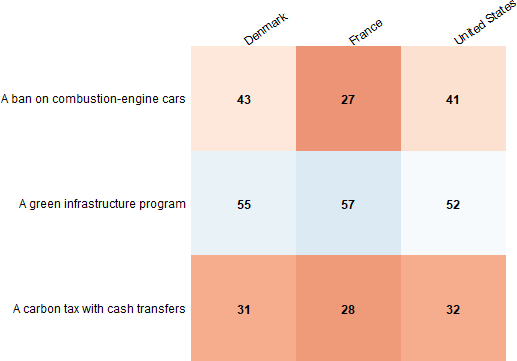 Denmark France United States
A ban on combustion-engine cars 43 27 41
A green infrastructure program 55 57 52
A carbon tax with cash transfers 31 28 32